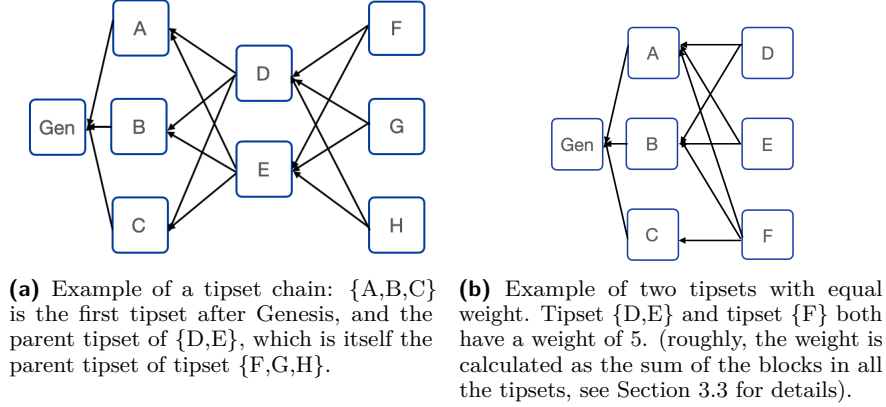 A
F
D
Gen
B
G
E
C
H
A
D
Gen
B
E
C
F
(a) Example of a tipset chain: {A,B,C}
is the first tipset after Genesis, and the
parent tipset of {D,E}, which is itself the
parent tipset of tipset {F,G,H}.
(b) Example of two tipsets with equal
weight. Tipset {D,E} and tipset {F} both
have a weight of 5. (roughly, the weight is
calculated as the sum of the blocks in all
the tipsets, see Section 3.3 for details).